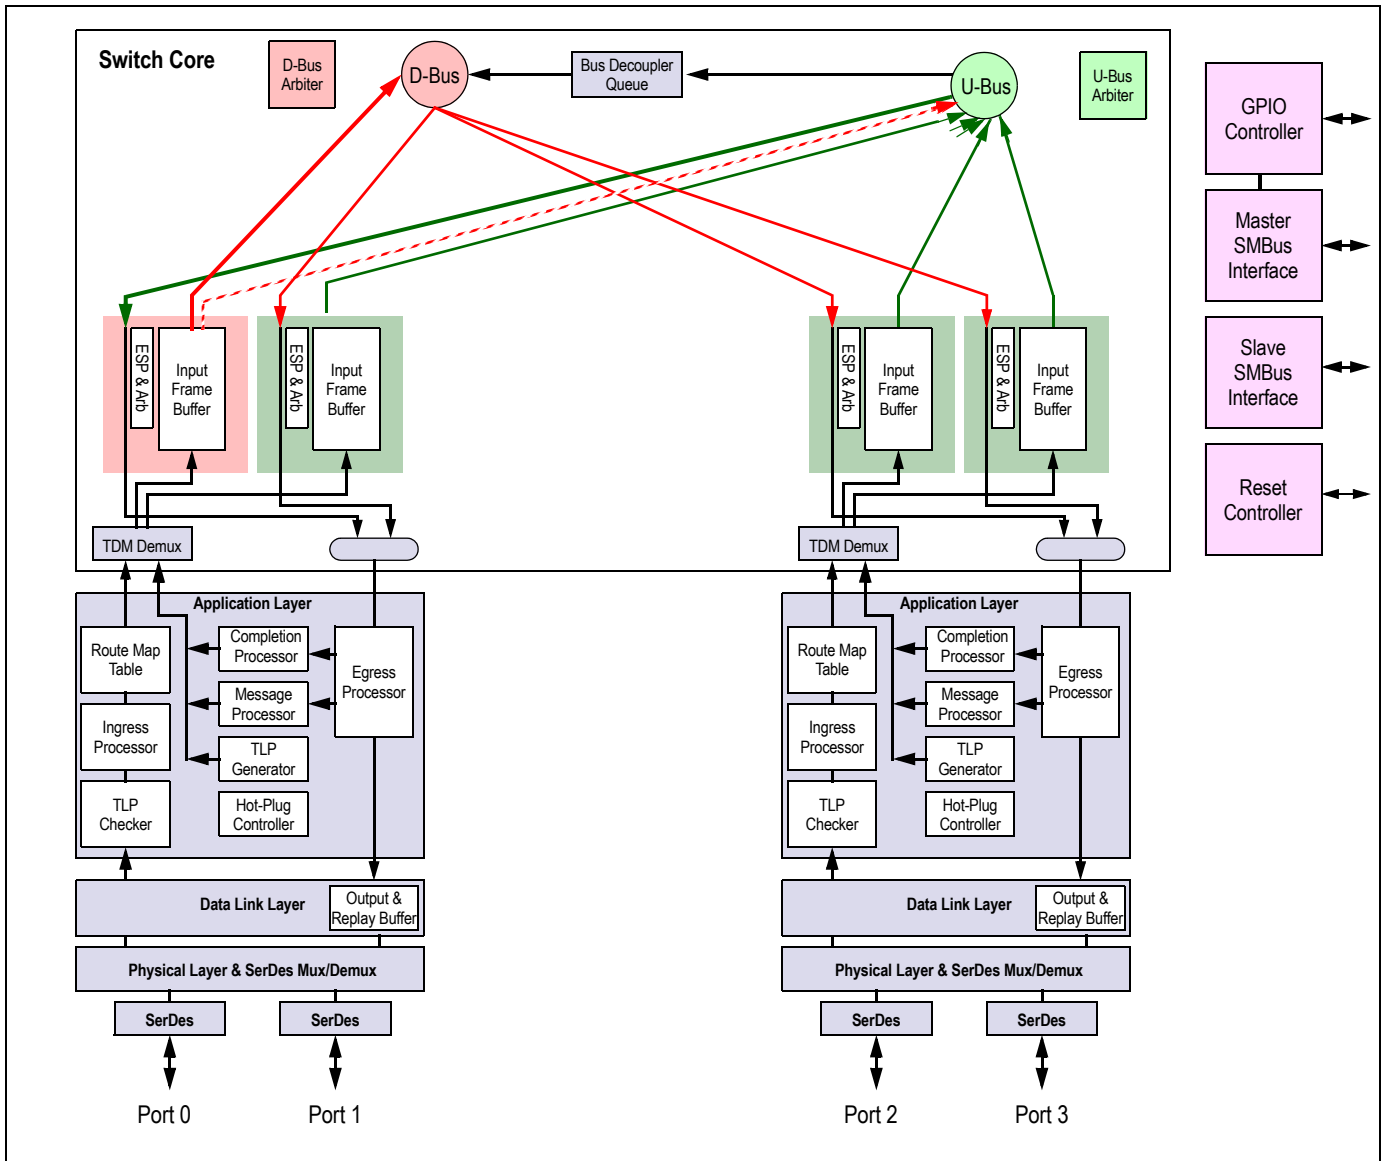 Switch Core
D-Bus
Arbiter
D-Bus
Bus Decoupler
Queue
U-Bus
U-Bus
Arbiter
GPIO
Controller
Master
SMBus
Interface
Slave
SMBus
Interface
Reset
Controller
ESP & Arb
Input
Frame
Buffer
ESP & Arb
Input
Frame
Buffer
ESP & Arb
Input
Frame
Buffer
ESP & Arb
Input
Frame
Buffer
TDM Demux
TDM Demux
Application Layer
Route Map
Table
Ingress
Processor
TLP
Checker
Completion
Processor
Message
Processor
TLP
Generator
Hot-Plug
Controller
Egress
Processor
Data Link Layer
Output &
Replay Buffer
Physical Layer & SerDes Mux/Demux
SerDes
SerDes
Port 0
Port 1
Application Layer
Route Map
Table
Ingress
Processor
TLP
Checker
Completion
Processor
Message
Processor
TLP
Generator
Hot-Plug
Controller
Egress
Processor
Data Link Layer
Output &
Replay Buffer
Physical Layer & SerDes Mux/Demux
SerDes
SerDes
Port 2
Port 3